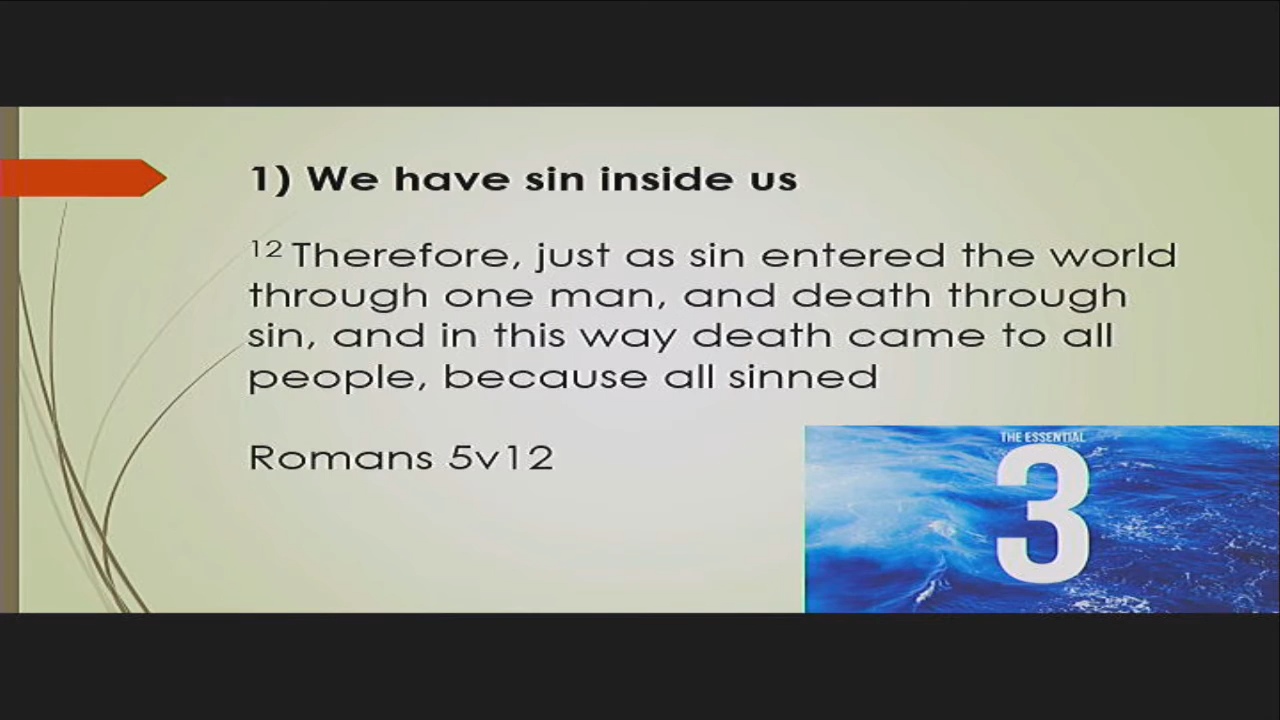 1) We have sin inside us
12 Therefore, just as sin entered the world
through one man, and death through
sin, and in this way death came to all
people, because all sinned
Romans 5v12
THE ESSENTIAL
3